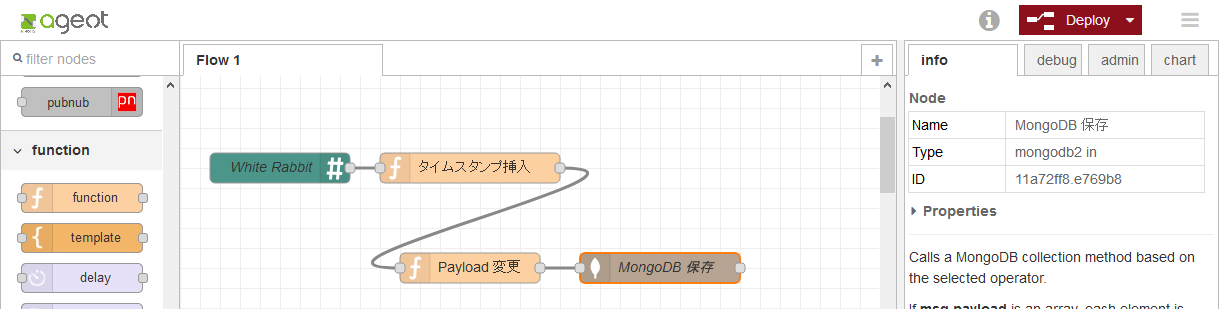 ageot
Deploy
filter nodes
Flow 1
info
debug
admin
chart
pubnub
function
function
template
delay
White Rabbit
タイムスタンプ挿入
Payload 変更
MongoDB 保存
Node
Name MongoDB 保存
Type mongodb2 in
ID 11a72ff8.e769b8
Properties
Calls a MongoDB collection method based on
the selected operator.
If msg.payload is an array, each element is